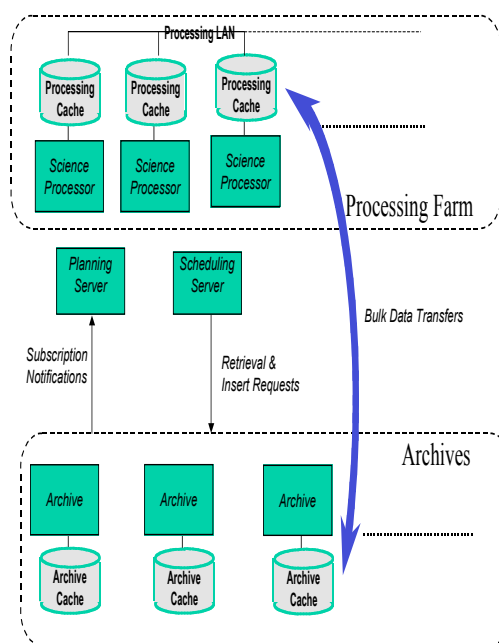 Processing LAN
Processing
Cache
Processing
Cache
Processing
Cache
Science
Processor
Science
Processor
Science
Processor
Processing Farm
Planning
Server
Scheduling
Server
Bulk Data Transfers
Subscription
Notifications
Retrieval &
Insert Requests
Archives
Archive
Archive
Archive
Archive
Cache
Archive
Cache
Archive
Cache